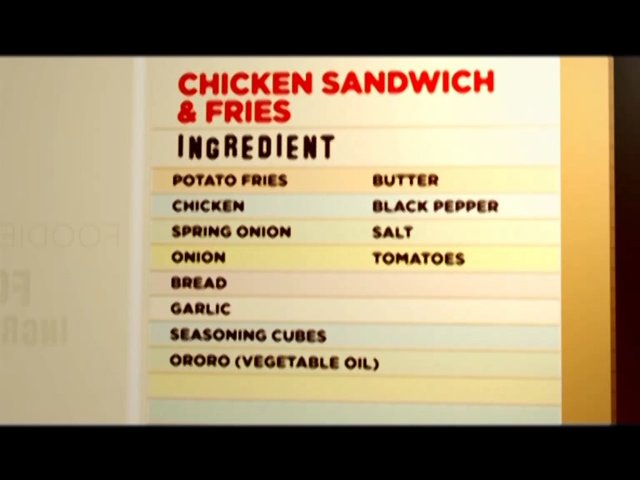 CHICKEN SANDWICH
& FRIES
INGREDIENT
POTATO FRIES
CHICKEN
SPRING ONION
ONION
BREAD
GARLIC
SEASONING CUBES
ORORO (VEGETABLE OIL)
BUTTER
BLACK PEPPER
SALT
TOMATOES